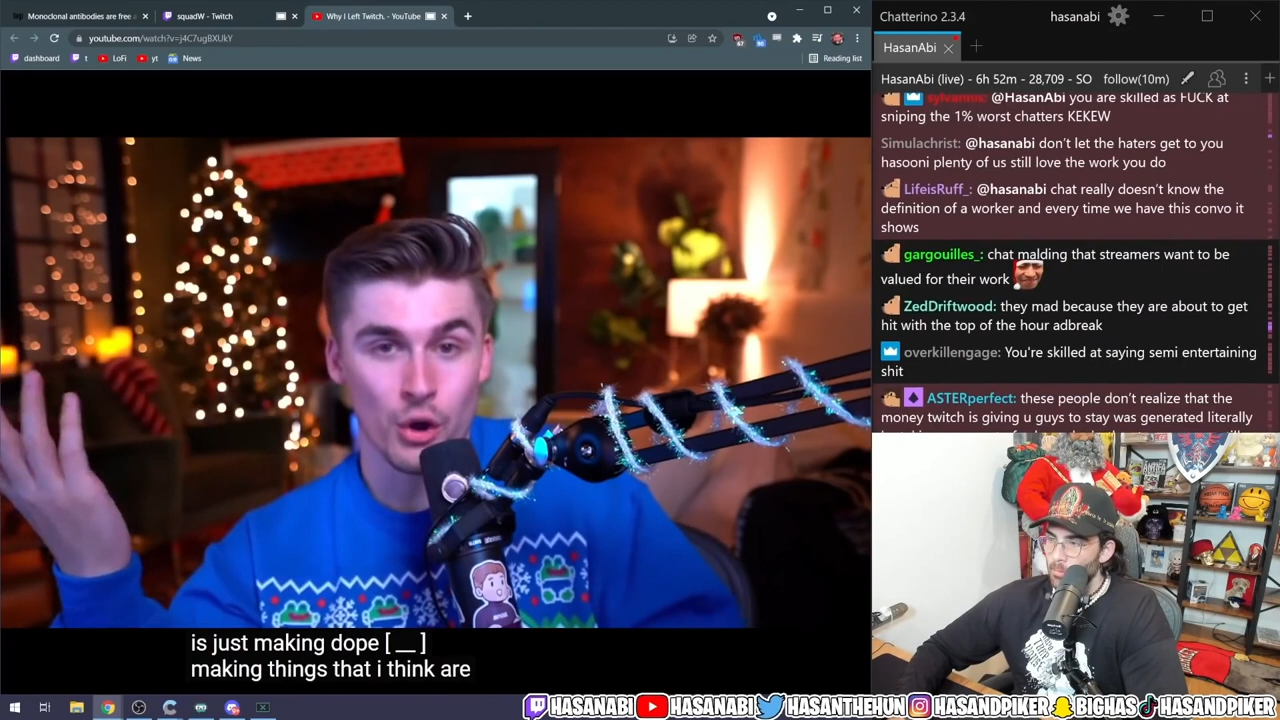 Monoclonal antibodies are free a
squadW - Twitch
Why I Left Twitch. - YouTube
youtube.com/watch?v=j4C7ugBXUkY
dashboard
t
LoFi
yt
News
Reading list
Chatterino 2.3.4
hasanabi
HasanAbi
HasanAbi (live) - 6h 52m - 28,709 - SO
follow(10m)
sylvannis: @HasanAbi you are skilled as FUCK at
sniping the 1% worst chatters KEKEW
Simulachrist: @hasanabi don't let the haters get to you
hasooni plenty of us still love the work you do
LifeisRuff_: @hasanabi chat really doesn't know the
definition of a worker and every time we have this convo it
shows
gargouilles_: chat malding that streamers want to be
valued for their work
ZedDriftwood: they mad because they are about to get
hit with the top of the hour adbreak
overkillengage: You're skilled at saying semi entertaining
shit
ASTERperfect: these people don't realize that the
money twitch is giving u guys to stay was generated literally
is just making dope [ __ ]
making things that i think are
HASANABI
HASANABI
HASANTHEHUN
HASANDPIKER
BIGHAS
HASANDPIKER